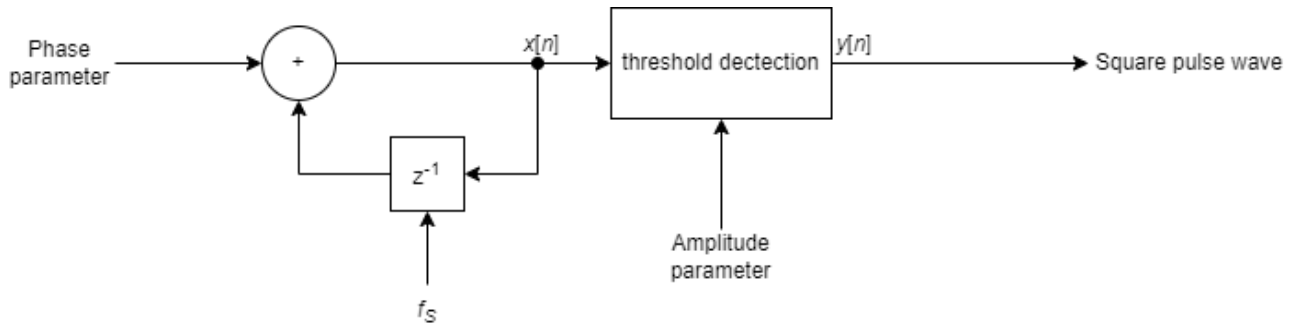 Phase
parameter
+
x[n]
threshold dectection
y[n]
Square pulse wave
z⁻¹
Amplitude
parameter
fS